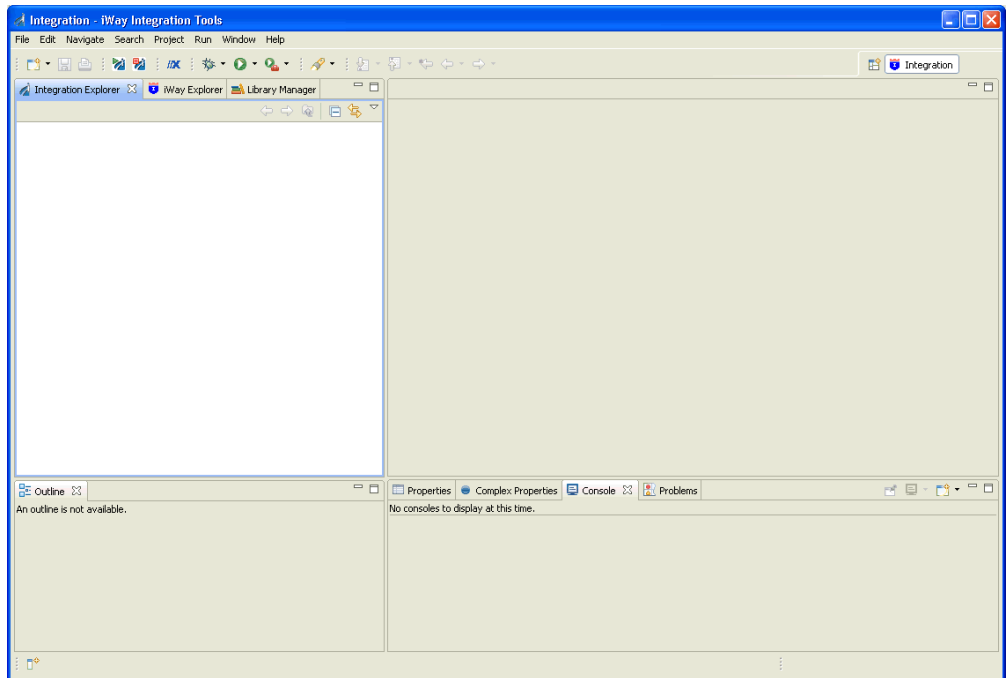 Integration - iWay Integration Tools
File Edit Navigate Search Project Run Window Help
Integration
Integration Explorer iWay Explorer Library Manager
Outline
An outline is not available.
Properties Complex Properties Console Problems
No consoles to display at this time.